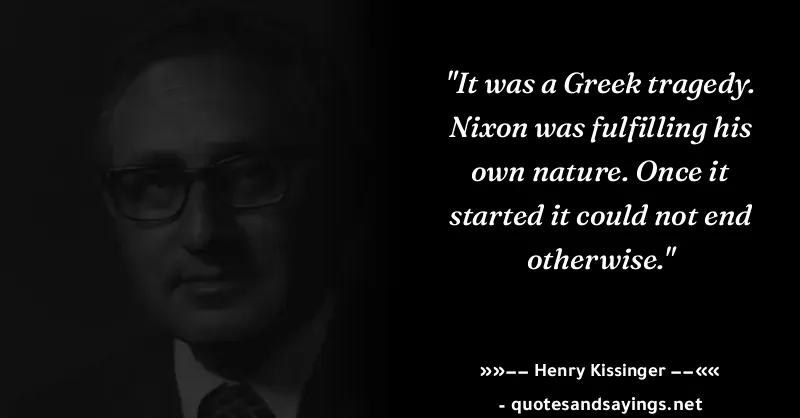 "It was a Greek tragedy.
Nixon was fulfilling his
own nature. Once it
started it could not end
otherwise."
»»–– Henry Kissinger ––««
- quotesandsayings.net